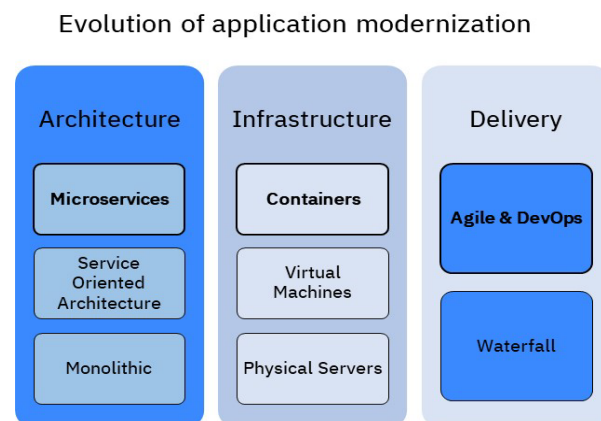 Evolution of application modernization
Architecture
Microservices
Service
Oriented
Architecture
Monolithic
Infrastructure
Containers
Virtual
Machines
Physical Servers
Delivery
Agile & DevOps
Waterfall